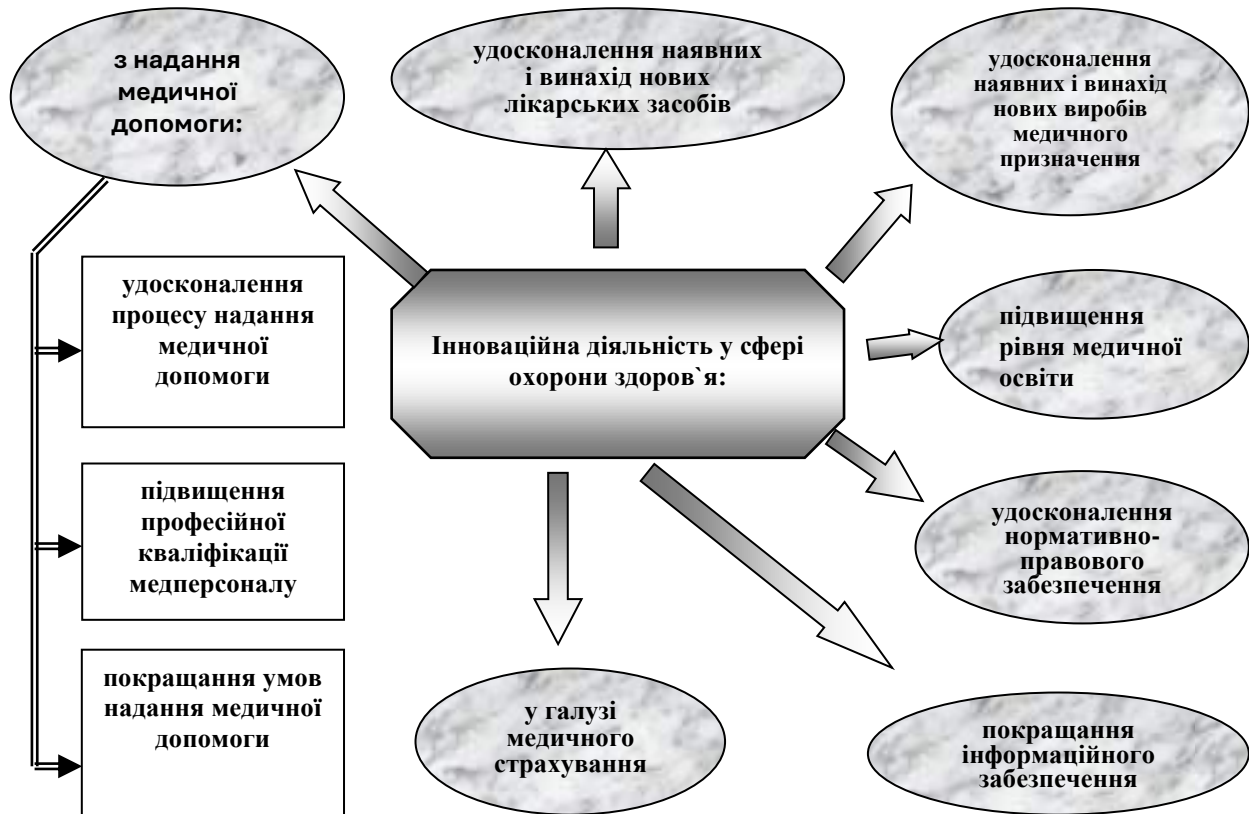 з надання
медичної
допомоги:
удосконалення наявних
і винахід нових
лікарських засобів
удосконалення
наявних і винахід
нових виробів
медичного
призначення
удосконалення
процесу надання
медичної
допомоги
Інноваційна діяльність у сфері
охорони здоров`я:
підвищення
рівня медичної
освіти
підвищення
професійної
кваліфікації
медперсоналу
удосконалення
нормативно-
правового
забезпечення
покращання умов
надання медичної
допомоги
у галузі
медичного
страхування
покращання
інформаційного
забезпечення